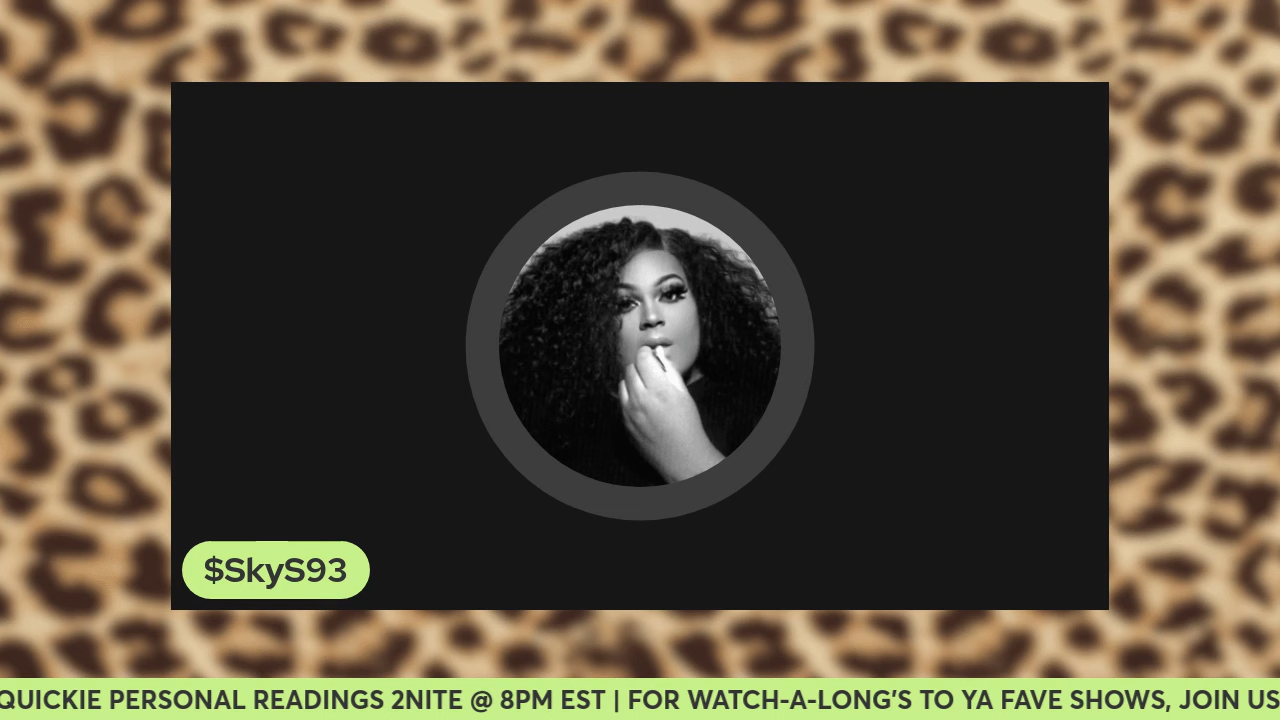 $SkyS93
QUICKIE PERSONAL READINGS 2NITE @ 8PM EST | FOR WATCH-A-LONG'S TO YA FAVE SHOWS, JOIN US